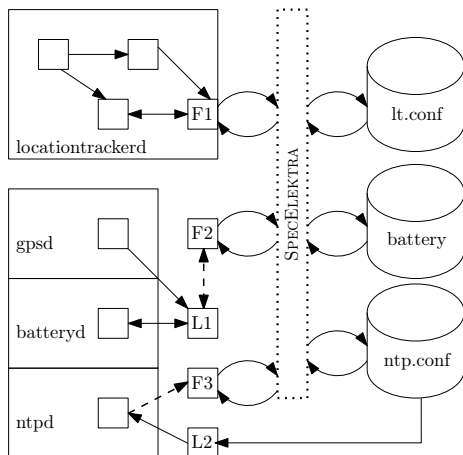 F1
lt.conf
locationtrackerd
SpecElektra
gpsd
F2
battery
batteryd
L1
ntp.conf
F3
ntpd
L2